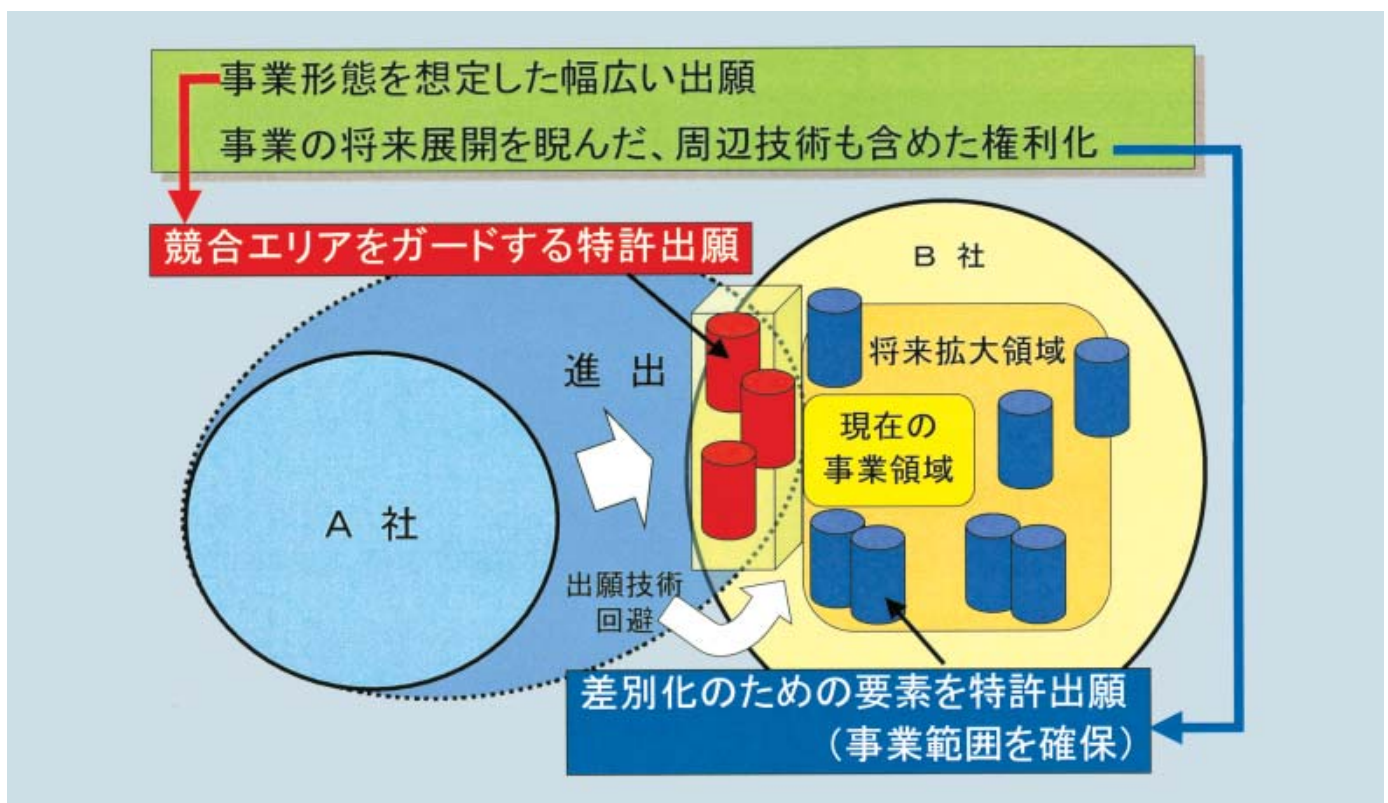 事業形態を想定した幅広い出願
事業の将来展開を睨んだ、周辺技術も含めた権利化
競合エリアをガードする特許出願
B 社
将来拡大領域
進 出
現在の
事業領域
A 社
出願技術
回避
差別化のための要素を特許出願
(事業範囲を確保)